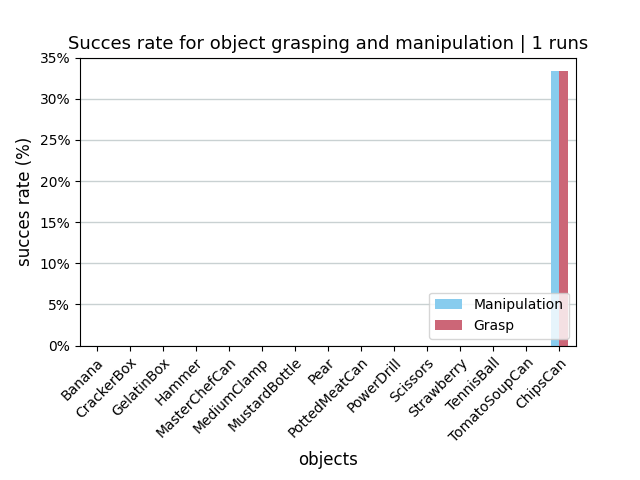 Succes rate for object grasping and manipulation | 1 runs
35%
30%
25%
20%
15%
10%
5%
0%
succes rate (%)
Manipulation
Grasp
Banana
CrackerBox
GelatinBox
Hammer
MasterChefCan
MediumClamp
MustardBottle
Pear
PottedMeatCan
PowerDrill
Scissors
Strawberry
TennisBall
TomatoSoupCan
ChipsCan
objects